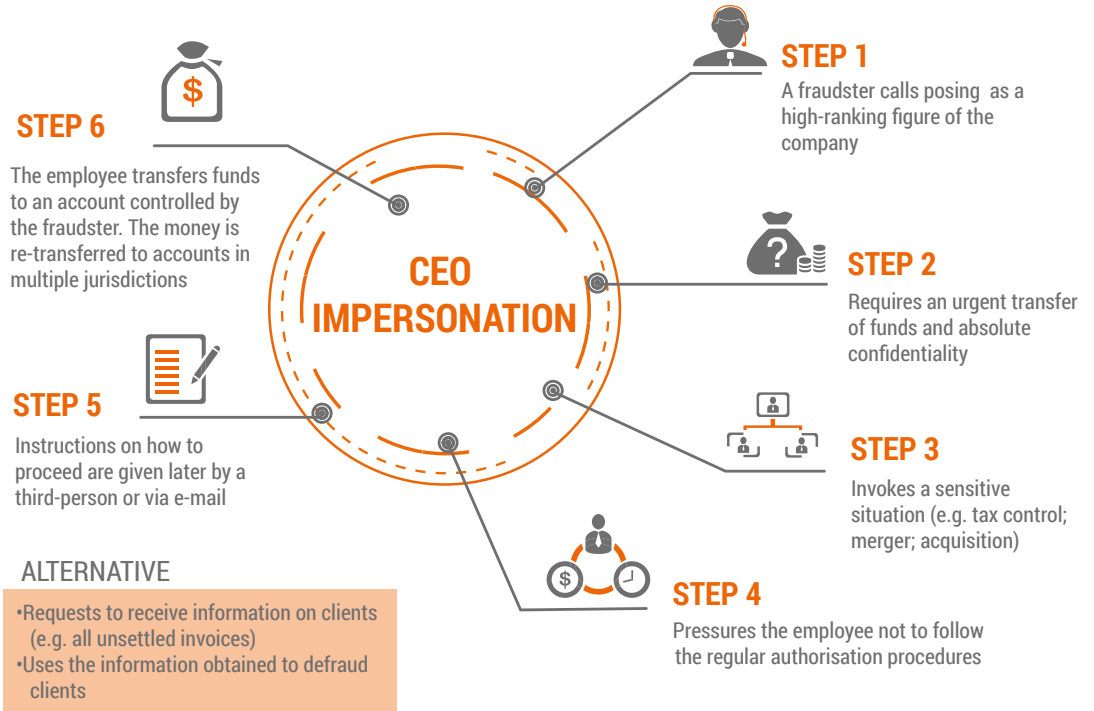 CEO
IMPERSONATION
STEP 1
A fraudster calls posing as a
high-ranking figure of the
company
STEP 2
Requires an urgent transfer
of funds and absolute
confidentiality
STEP 3
Invokes a sensitive
situation (e.g. tax control;
merger; acquisition)
STEP 4
Pressures the employee not to follow
the regular authorisation procedures
STEP 5
Instructions on how to
proceed are given later by a
third-person or via e-mail
STEP 6
The employee transfers funds
to an account controlled by
the fraudster. The money is
re-transferred to accounts in
multiple jurisdictions
ALTERNATIVE
•Requests to receive information on clients
(e.g. all unsettled invoices)
•Uses the information obtained to defraud
clients
$
?
$